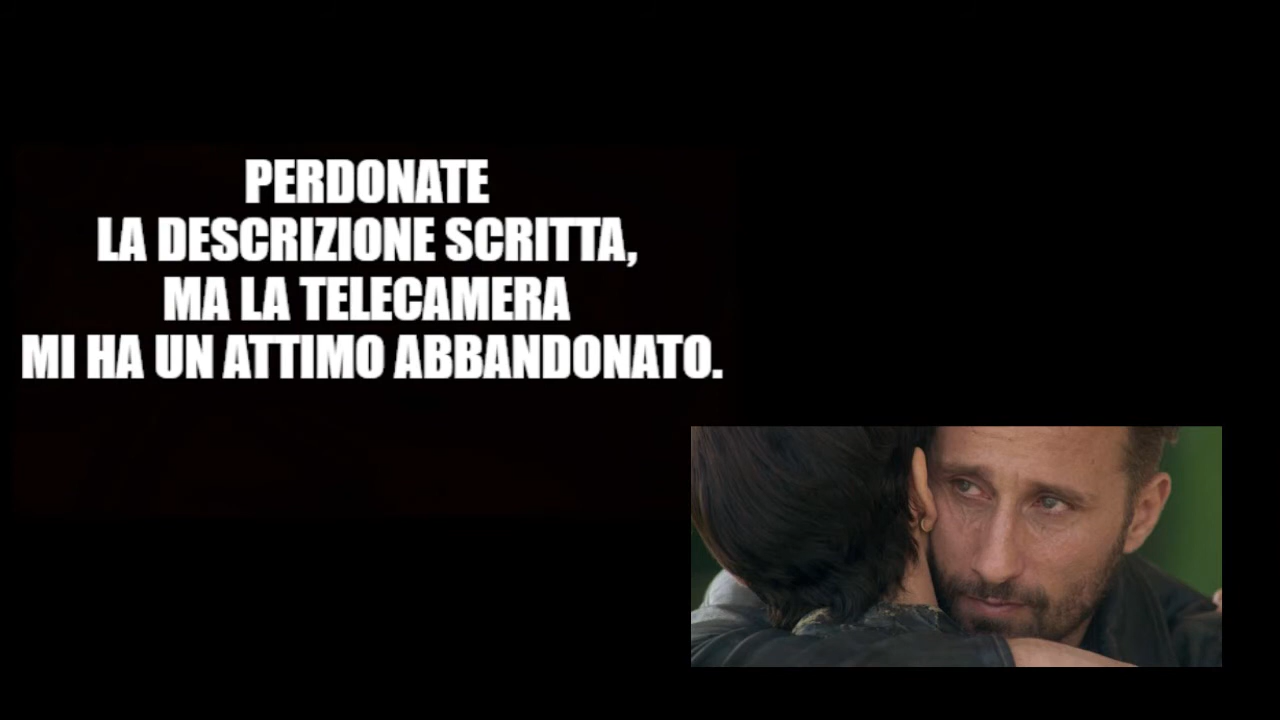 PERDONATE
LA DESCRIZIONE SCRITTA,
MA LA TELECAMERA
MI HA UN ATTIMO ABBANDONATO.